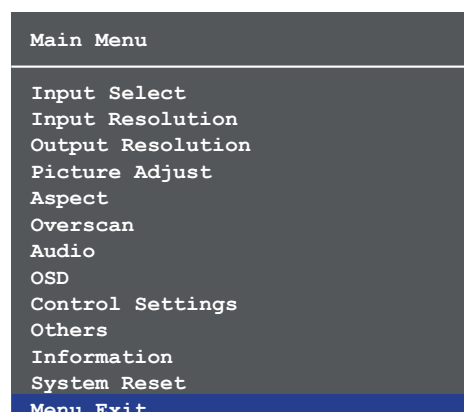 Main Menu
Input Select
Input Resolution
Output Resolution
Picture Adjust
Aspect
Overscan
Audio
OSD
Control Settings
Others
Information
System Reset
Menu Exit